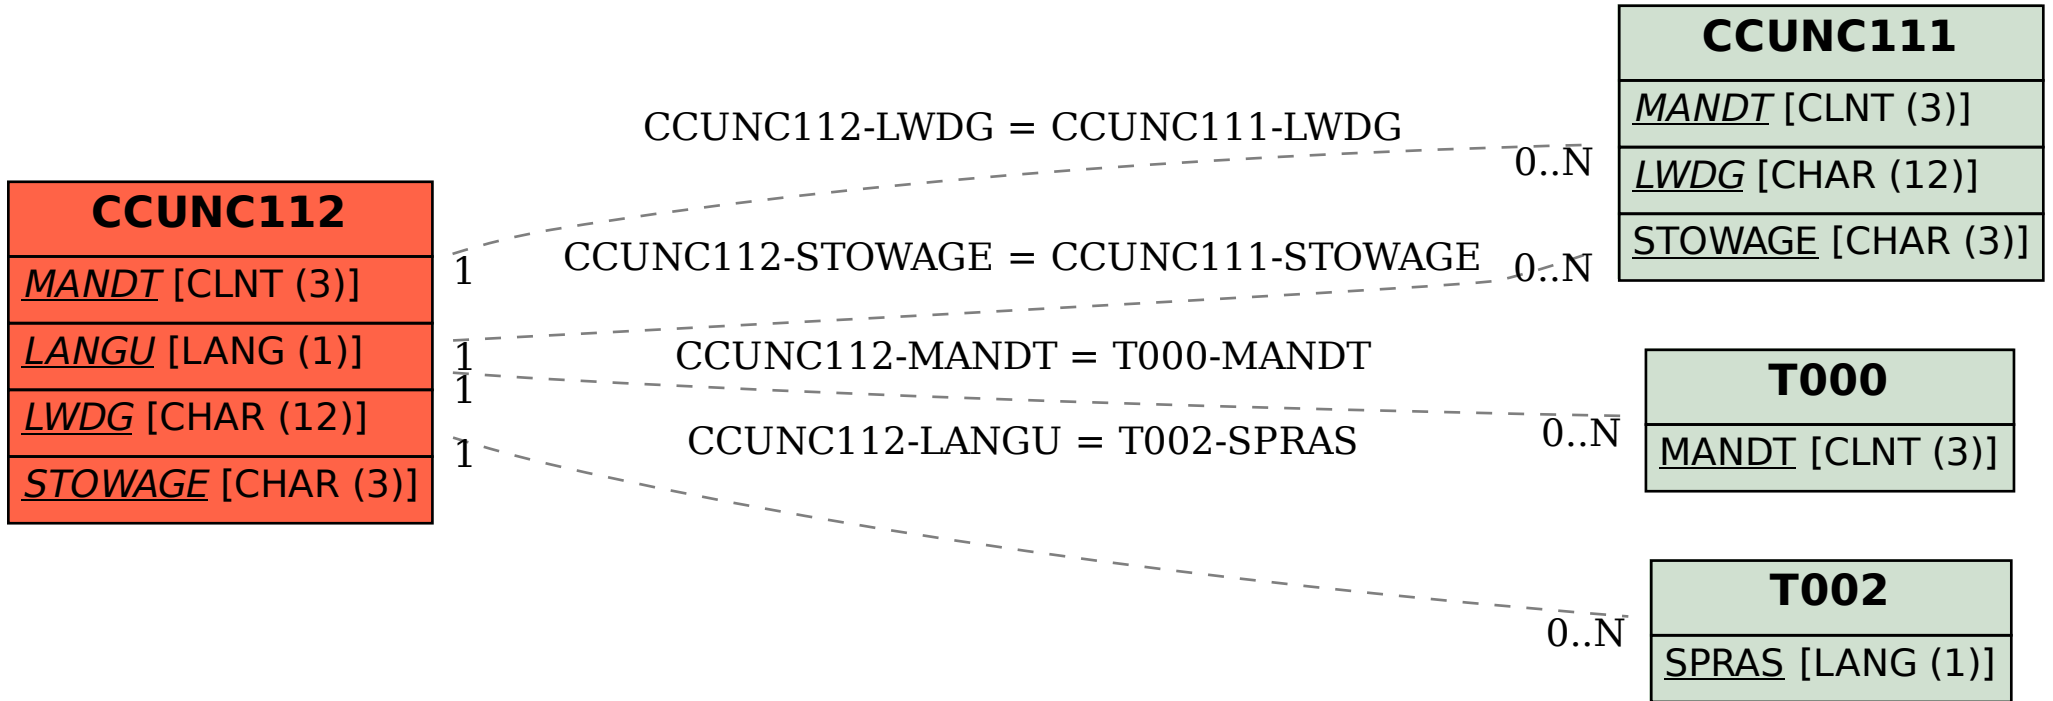 CCUNC112
MANDT [CLNT (3)]
LANGU [LANG (1)]
LWDG [CHAR (12)]
STOWAGE [CHAR (3)]
CCUNC112-LWDG = CCUNC111-LWDG
1
0..N
CCUNC112-STOWAGE = CCUNC111-STOWAGE
1
0..N
CCUNC112-MANDT = T000-MANDT
1
0..N
CCUNC112-LANGU = T002-SPRAS
1
0..N
CCUNC111
MANDT [CLNT (3)]
LWDG [CHAR (12)]
STOWAGE [CHAR (3)]
T000
MANDT [CLNT (3)]
T002
SPRAS [LANG (1)]